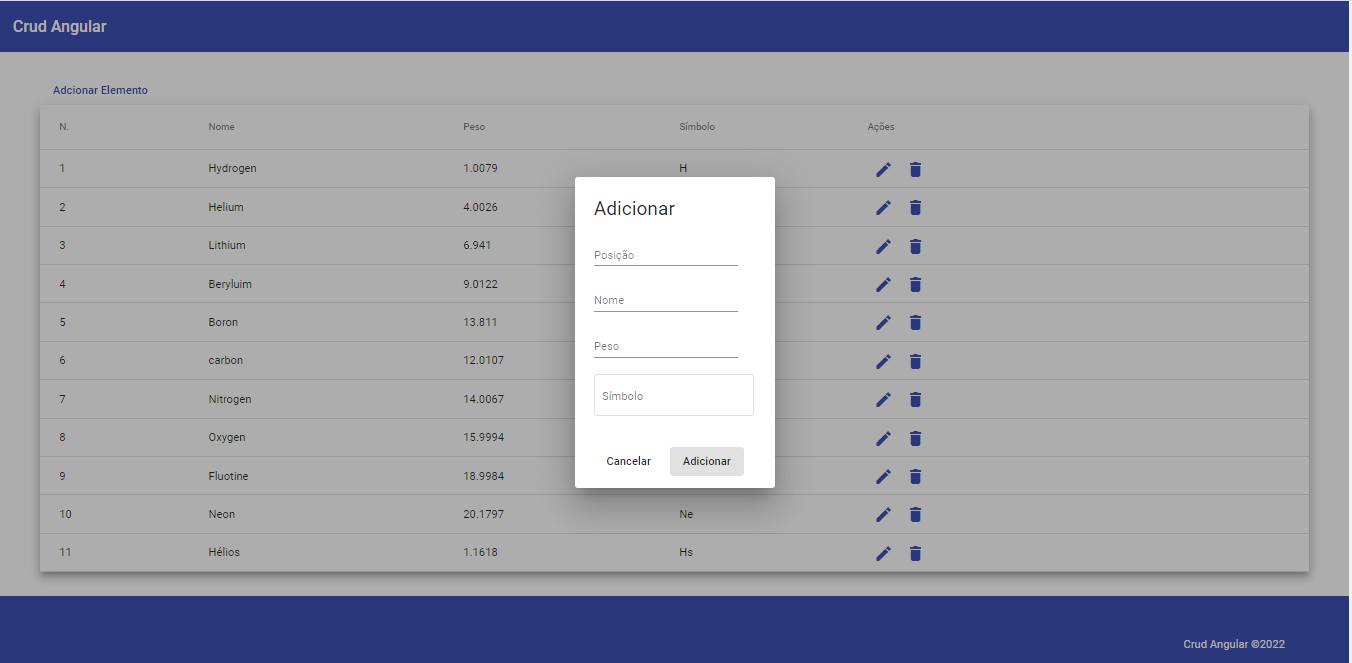 Crud Angular
Adcionar Elemento
N. Nome Peso Símbolo Ações
1 Hydrogen 1.0079 H
2 Helium 4.0026
3 Lithium 6.941
4 Beryluim 9.0122
5 Boron 13.811
6 carbon 12.0107
7 Nitrogen 14.0067
8 Oxygen 15.9994
9 Fluotine 18.9984
10 Neon 20.1797 Ne
11 Hélios 1.1618 Hs
Adicionar
Posição
Nome
Peso
Símbolo
Cancelar Adicionar
Crud Angular ©2022